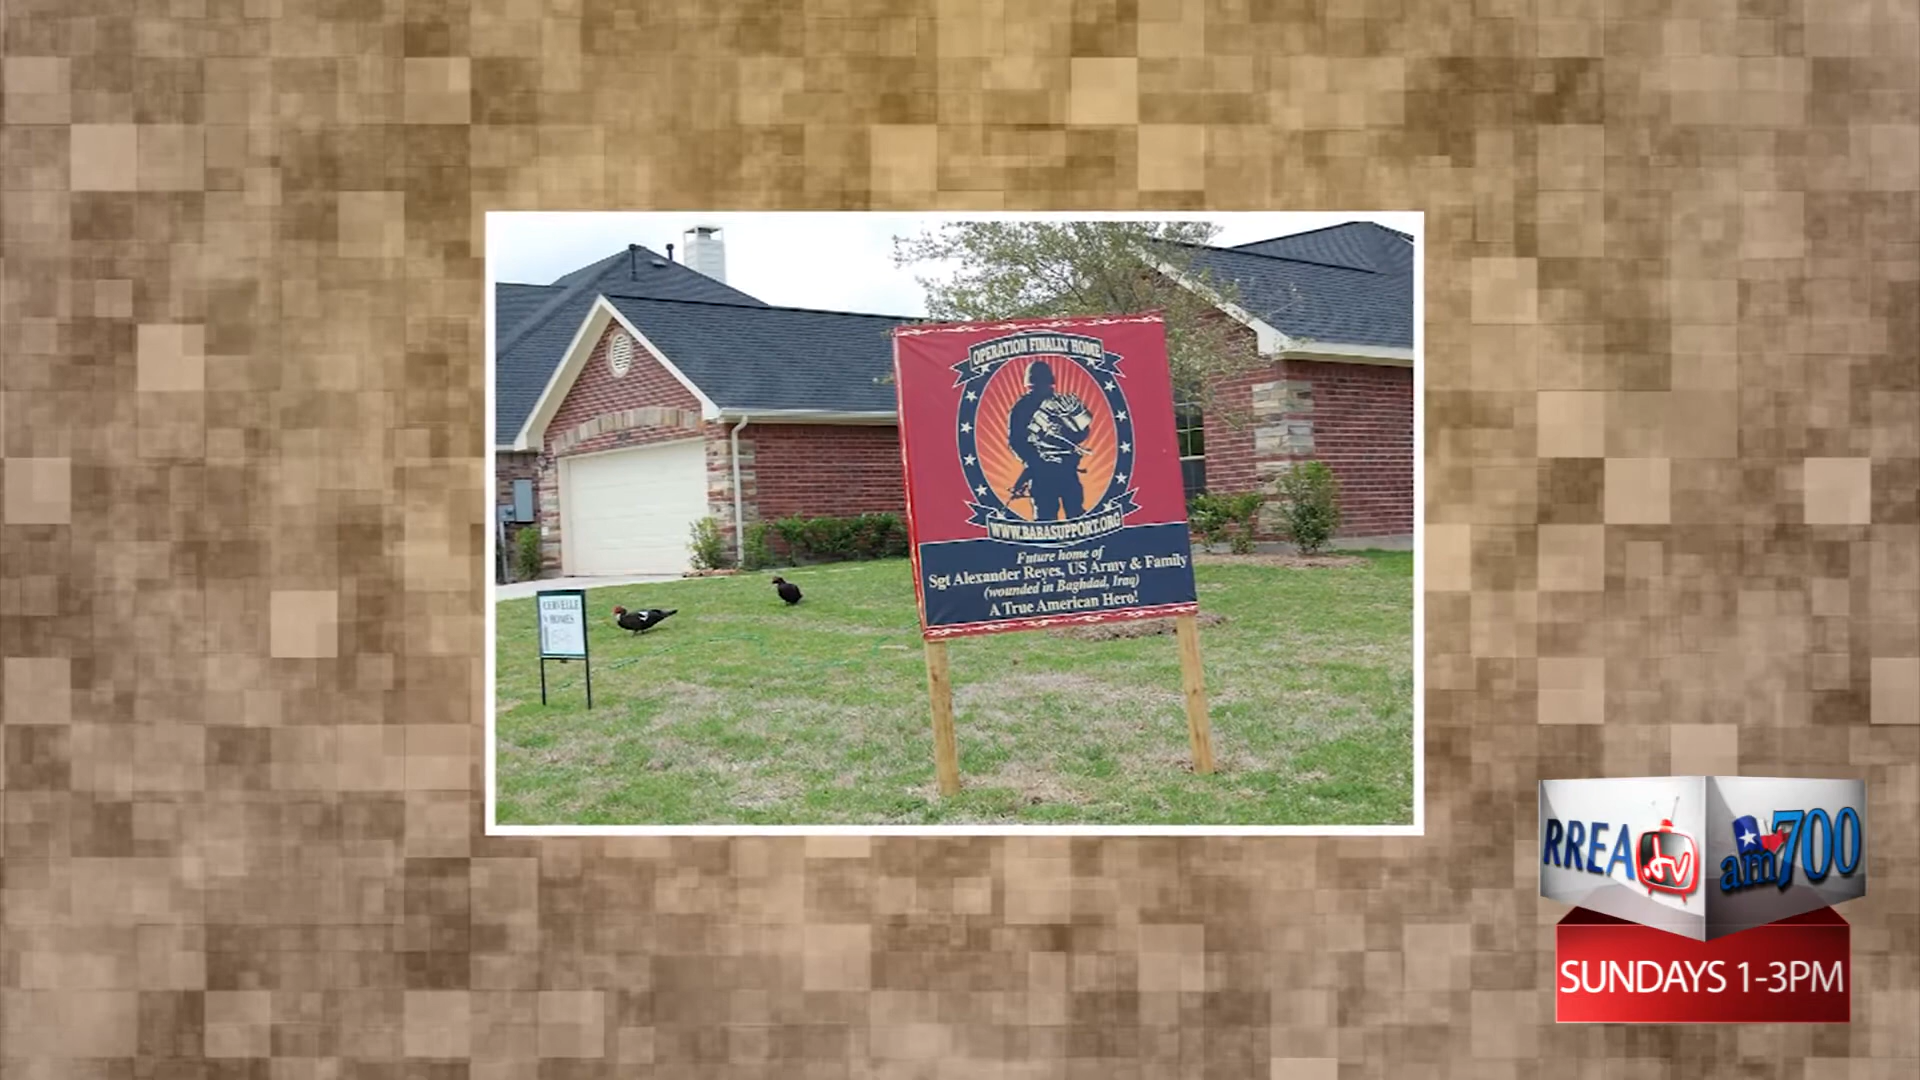 OPERATION FINALLY HOME
WWW.BARASUPPORT.ORG
Future home of
Sgt Alexander Reyes, US Army & Family
(wounded in Baghdad, Iraq)
A True American Hero!
CERVELLE
HOMES
RREA.tv
am700
SUNDAYS 1-3PM